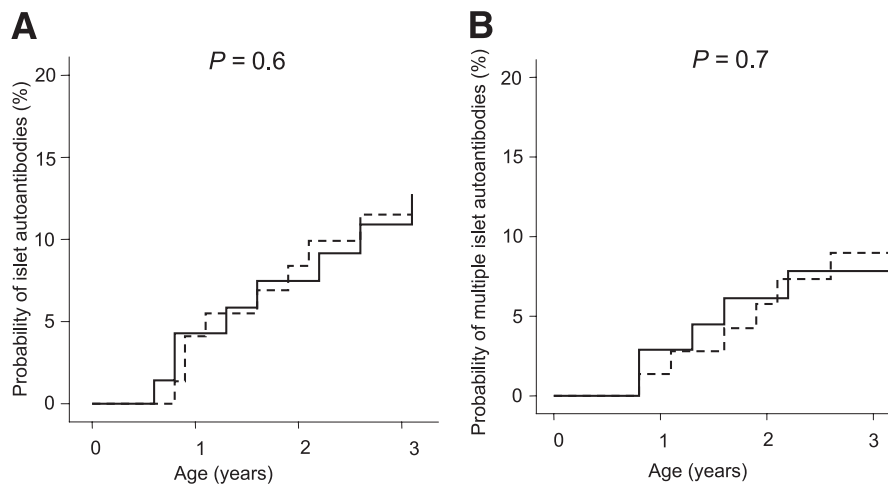 A
P = 0.6
Probability of islet autoantibodies (%)
20
15
10
5
0
0 1 2 3
Age (years)
B
P = 0.7
Probability of multiple islet autoantibodies (%)
20
15
10
5
0
0 1 2 3
Age (years)